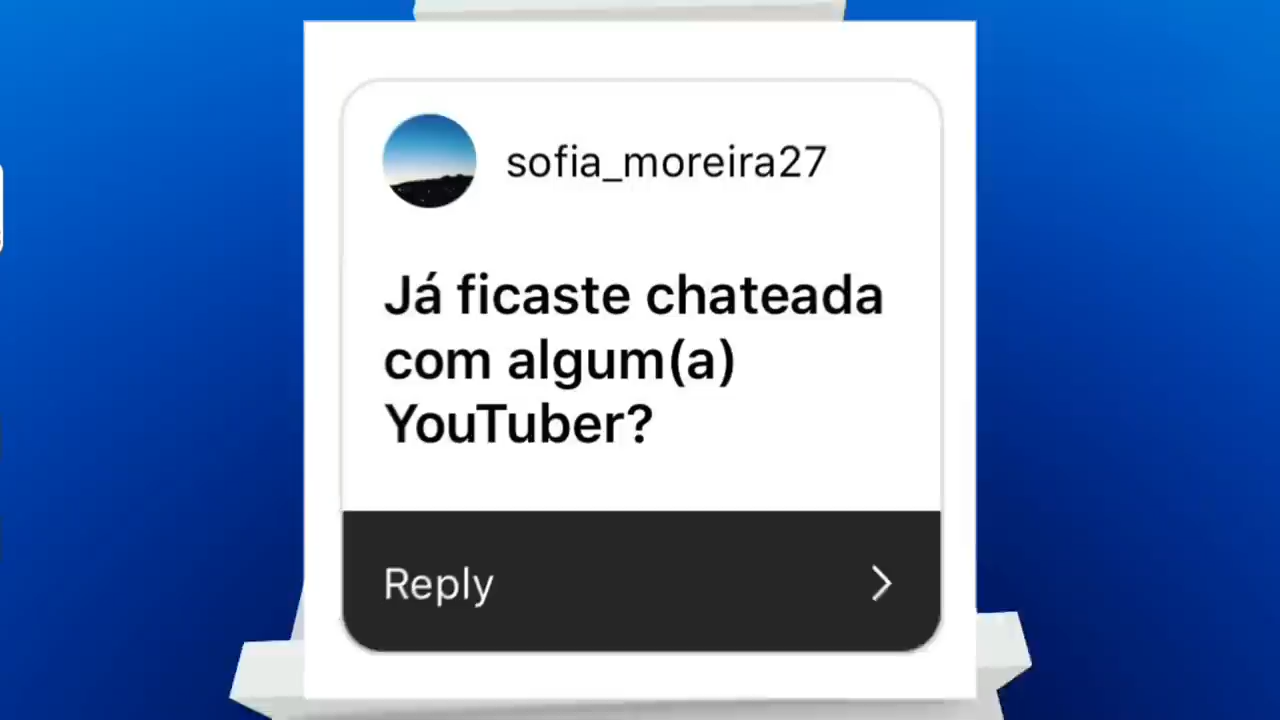 sofia_moreira27
Já ficaste chateada
com algum(a)
YouTuber?
Reply